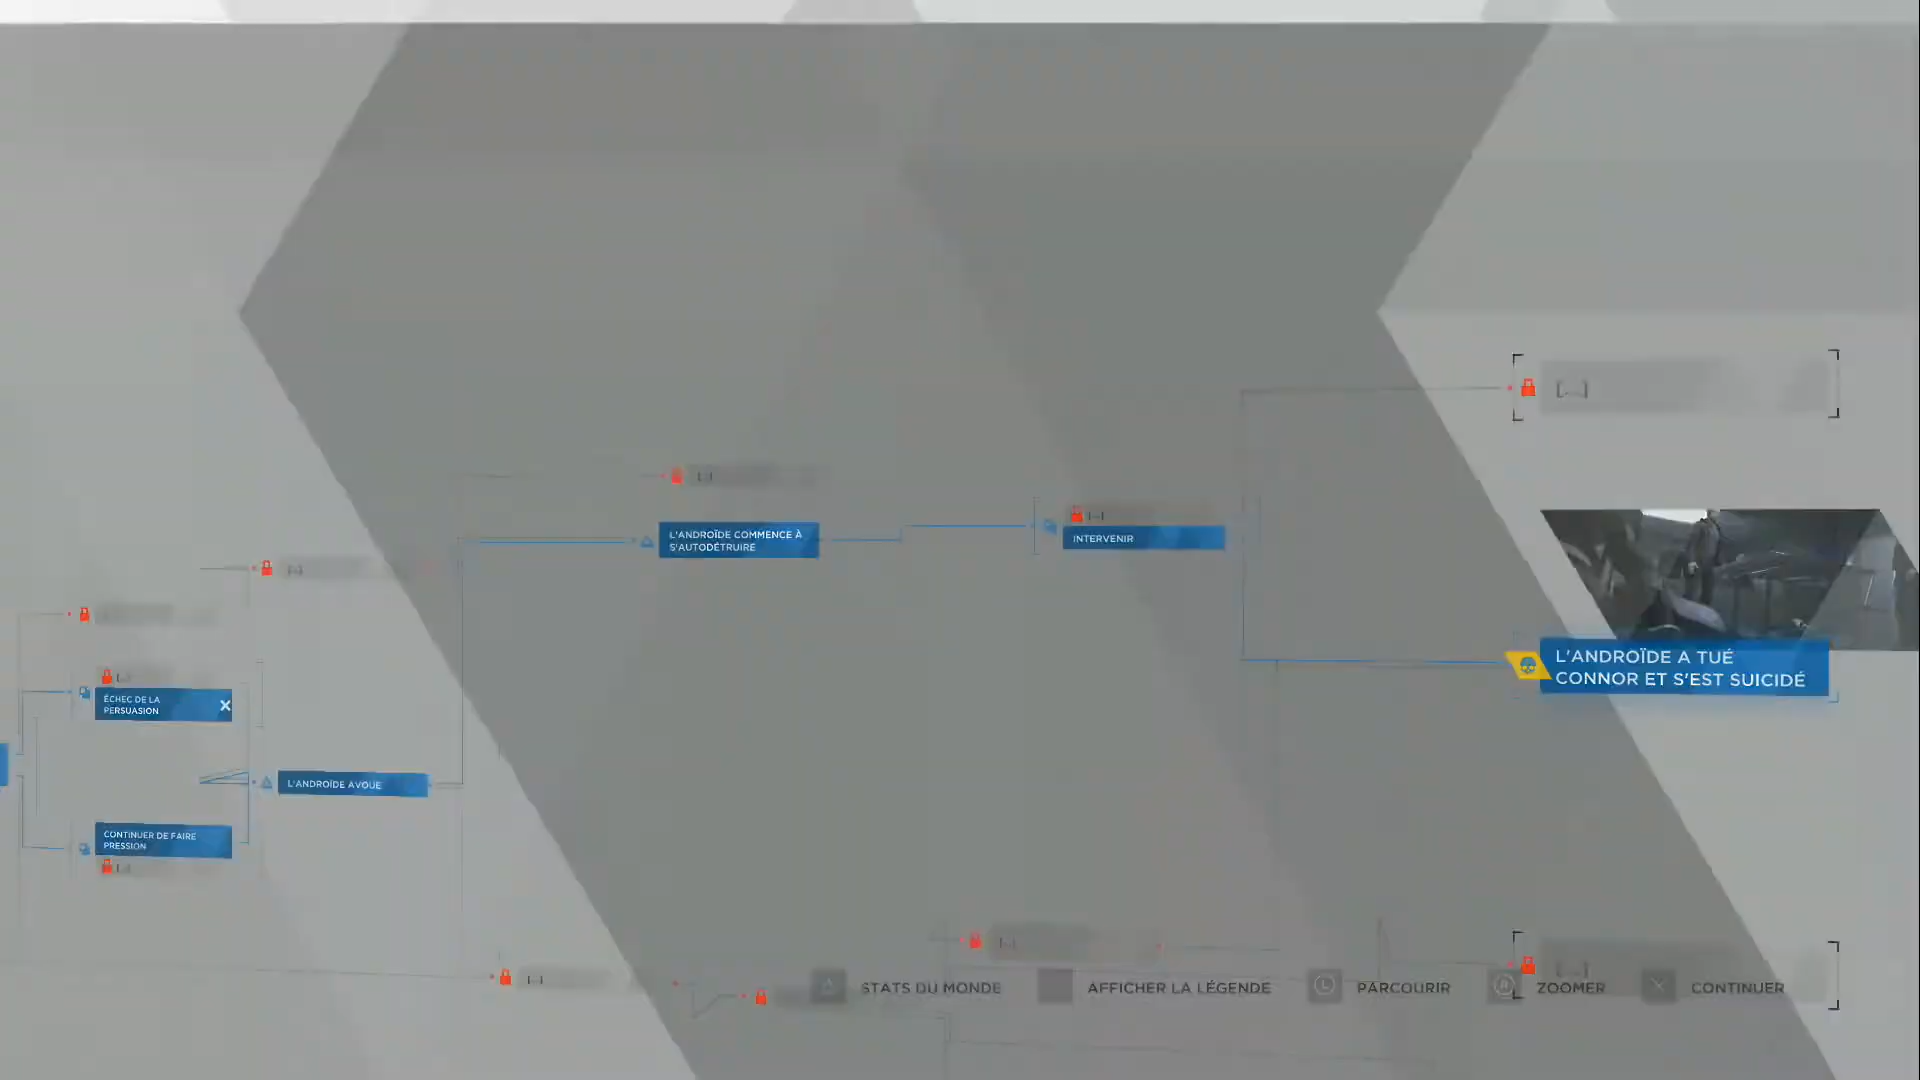 [...]
[...]
L'ANDROÏDE COMMENCE À
S'AUTODÉTRUIRE
[...]
INTERVENIR
[...]
[...]
ÉCHEC DE LA
PERSUASION
L'ANDROÏDE A TUÉ
CONNOR ET S'EST SUICIDÉ
L'ANDROÏDE AVOUE
CONTINUER DE FAIRE
PRESSION
[...]
[...]
[...]
[...]
STATS DU MONDE
AFFICHER LA LÉGENDE
L
PARCOURIR
R
ZOOMER
CONTINUER